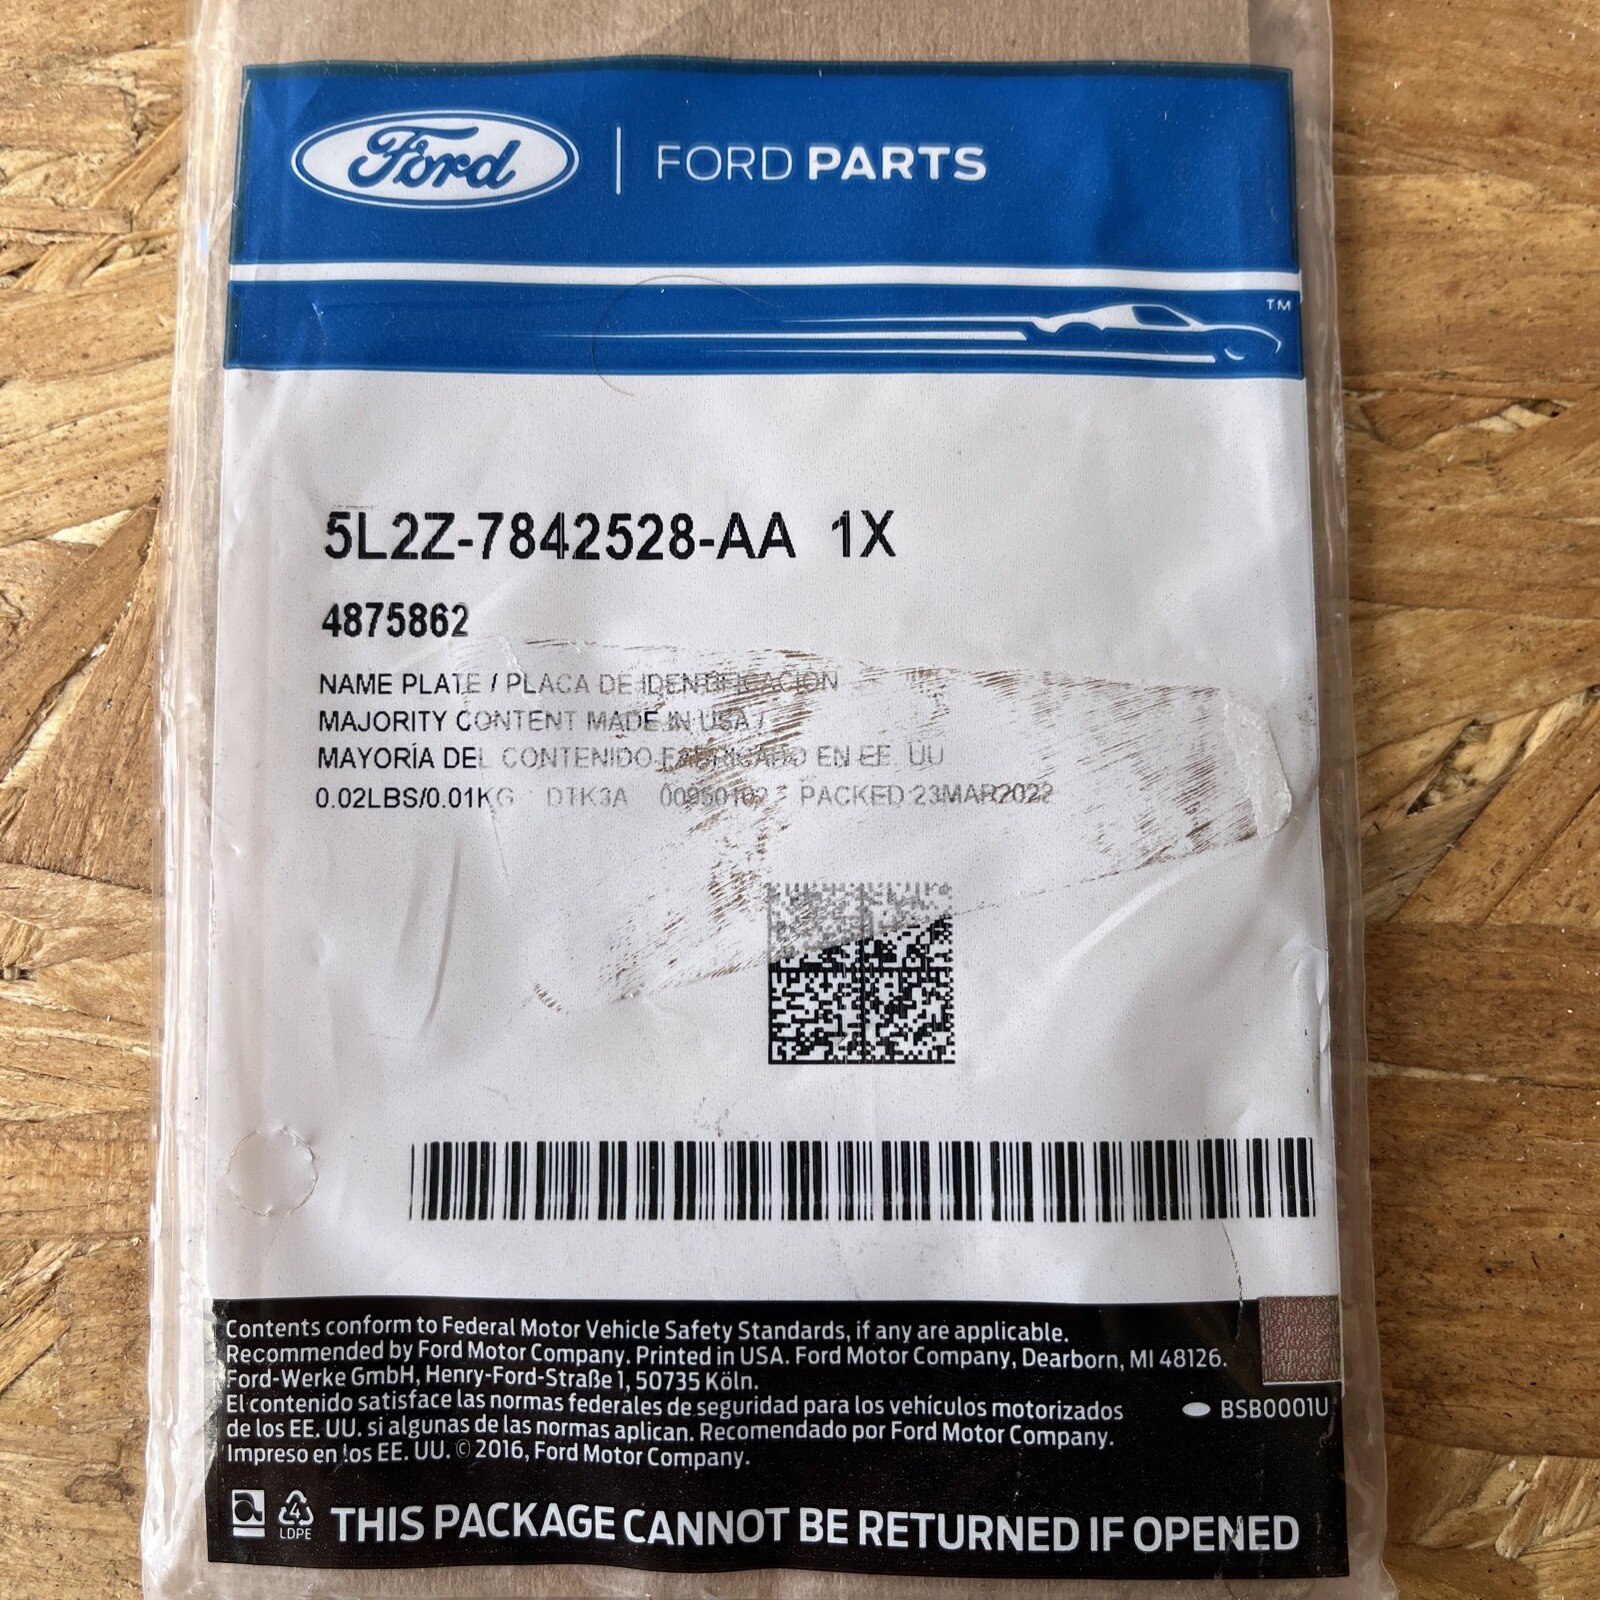 Ford
FORD PARTS
TM
5L2Z-7842528-AA 1X
4875862
NAME PLATE / PLACA DE IDENTIFICACION
MAJORITY CONTENT MADE IN USA /
MAYORÍA DEL CONTENIDO FABRICADO EN EE. UU
0.02LBS/0.01KG DTK3A PACKED 23MAR2022
Contents conform to Federal Motor Vehicle Safety Standards, if any are applicable.
Recommended by Ford Motor Company. Printed in USA. Ford Motor Company, Dearborn, MI 48126.
Ford-Werke GmbH, Henry-Ford-Straße 1, 50735 Köln.
El contenido satisface las normas federales de seguridad para los vehículos motorizados
de los EE. UU. si algunas de las normas aplican. Recomendado por Ford Motor Company.
Impreso en los EE. UU. © 2016, Ford Motor Company.
BSB0001U
4
LDPE
THIS PACKAGE CANNOT BE RETURNED IF OPENED